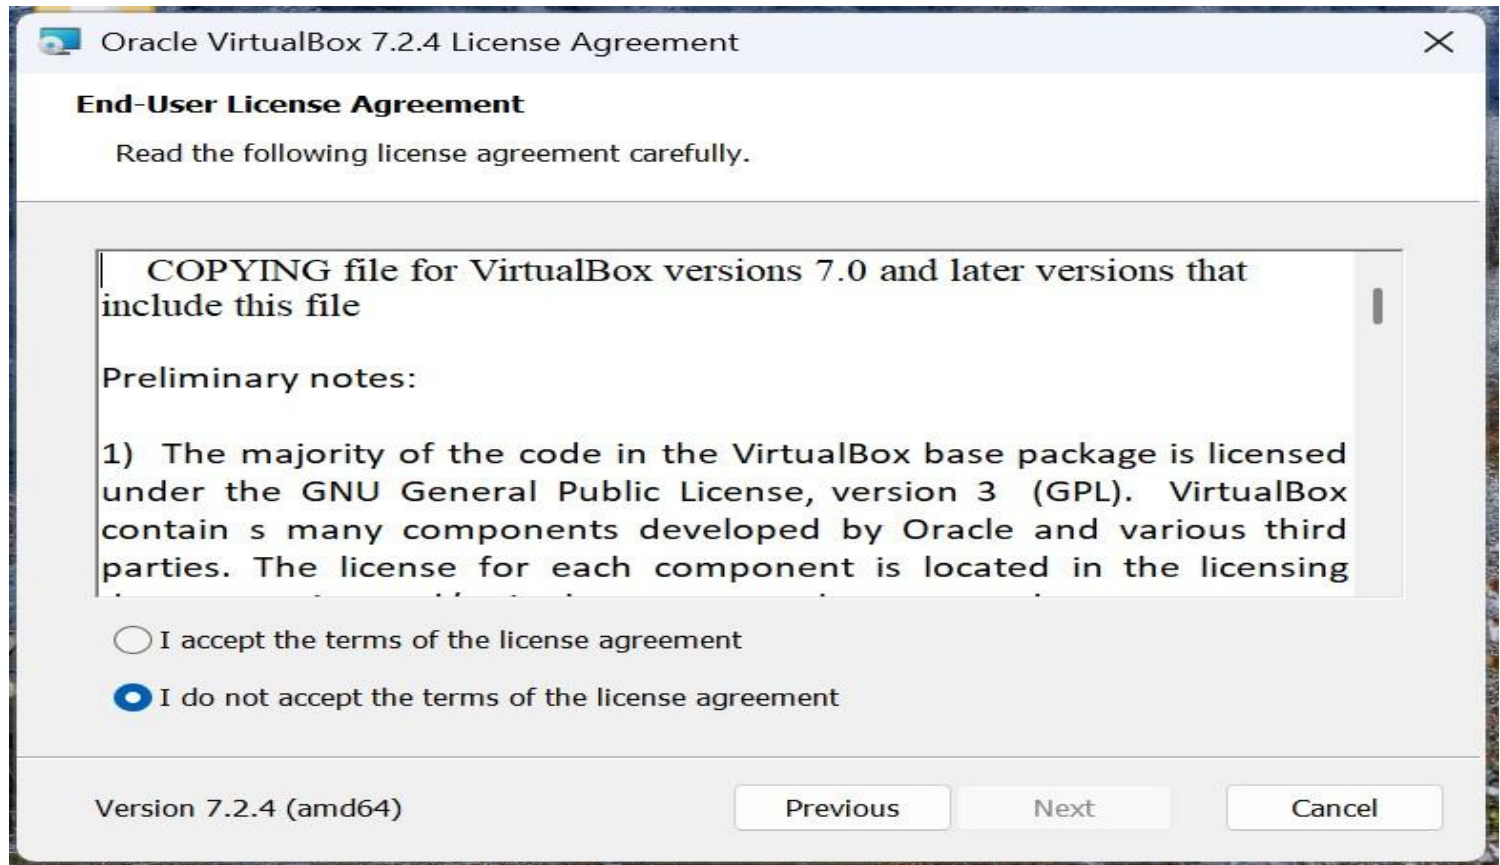 Oracle VirtualBox 7.2.4 License Agreement
End-User License Agreement
Read the following license agreement carefully.
COPYING file for VirtualBox versions 7.0 and later versions that
include this file
Preliminary notes:
1) The majority of the code in the VirtualBox base package is licensed
under the GNU General Public License, version 3 (GPL). VirtualBox
contain s many components developed by Oracle and various third
parties. The license for each component is located in the licensing
I accept the terms of the license agreement
I do not accept the terms of the license agreement
Version 7.2.4 (amd64)
Previous
Next
Cancel